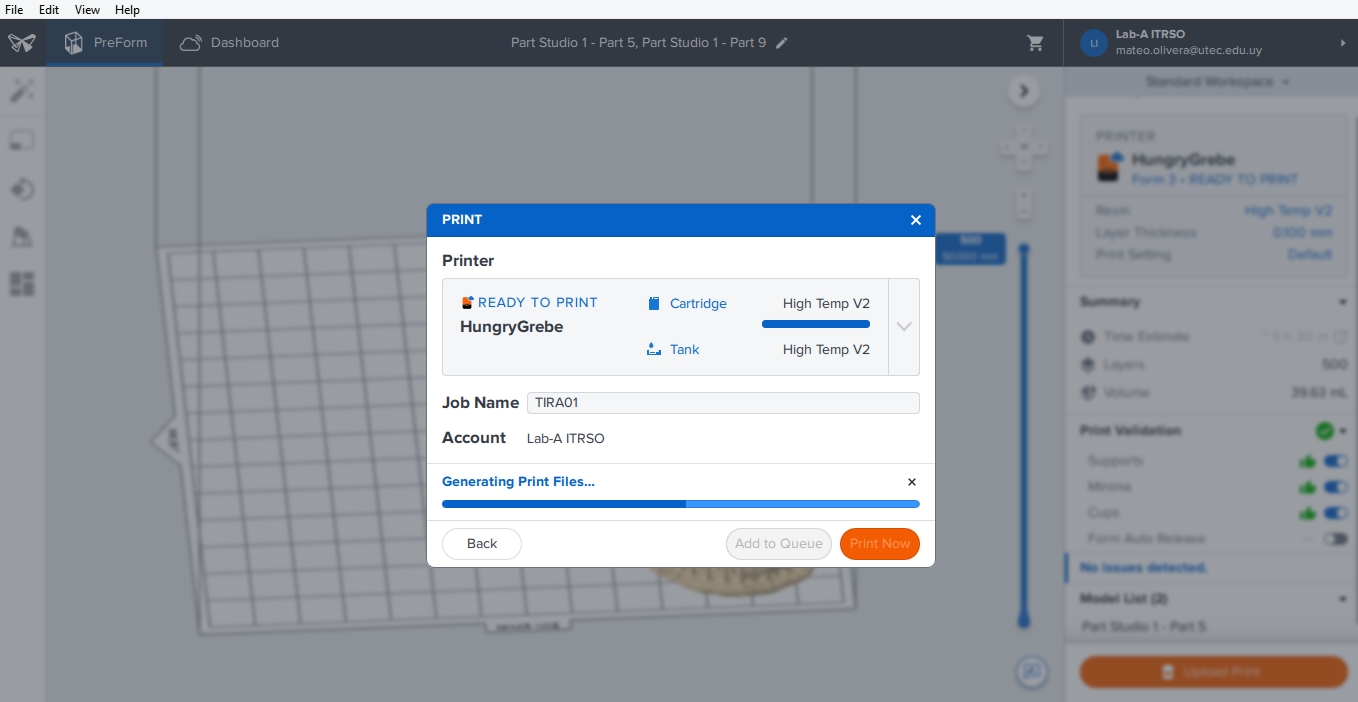 File Edit View Help
PreForm
Dashboard
Part Studio 1 - Part 5, Part Studio 1 - Part 9
LI
Lab-A ITRSO
mateo.olivera@utec.edu.uy
Standard Workspace
PRINTER
HungryGrebe
Form 3 • READY TO PRINT
Resin High Temp V2
Layer Thickness 0.100 mm
Print Setting Default
500
50.000 mm
Summary
Time Estimate
Layers 500
Volume 39.63 mL
Print Validation
Supports
Minima
Cups
Form Auto Release
No issues detected.
Model List (2)
Part Studio 1 - Part 5
Upload Print
PRINT
Printer
READY TO PRINT
HungryGrebe
Cartridge High Temp V2
Tank High Temp V2
Job Name TIRA01
Account Lab-A ITRSO
Generating Print Files...
Back
Add to Queue
Print Now